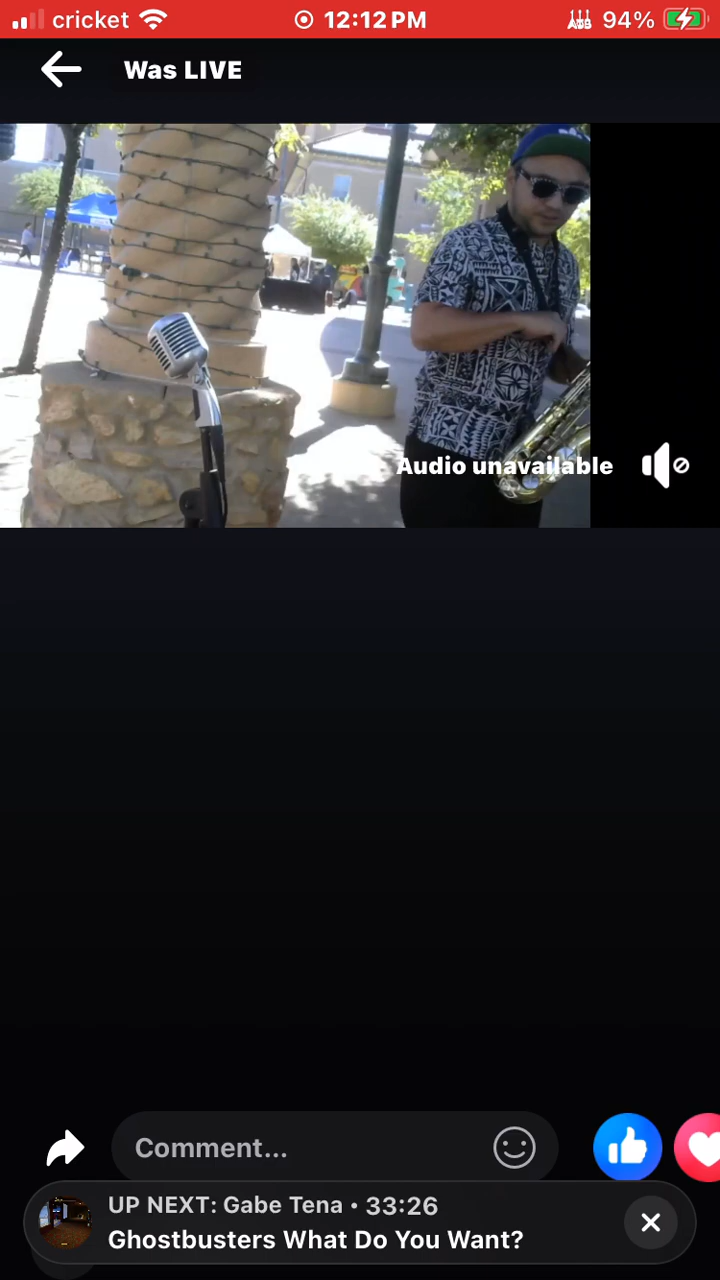 cricket 12:12 PM 94%
Was LIVE
Audio unavailable
Comment...
UP NEXT: Gabe Tena • 33:26
Ghostbusters What Do You Want?